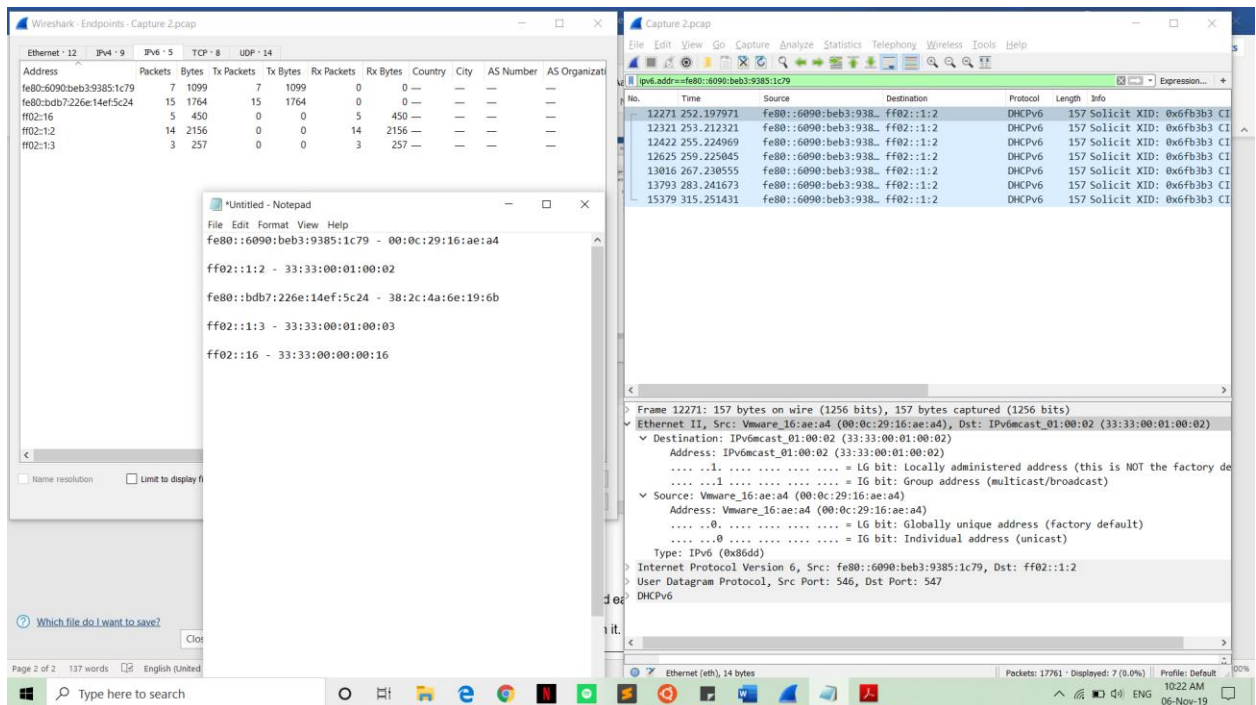 Wireshark · Endpoints · Capture 2.pcap
Ethernet · 12 IPv4 · 9 IPv6 · 5 TCP · 8 UDP · 14
Address Packets Bytes Tx Packets Tx Bytes Rx Packets Rx Bytes Country City AS Number AS Organizati
fe80::6090:beb3:9385:1c79 7 1099 7 1099 0 0 — — — —
fe80::bdb7:226e:14ef:5c24 15 1764 15 1764 0 0 — — — —
ff02::16 5 450 0 0 5 450 — — — —
ff02::1:2 14 2156 0 0 14 2156 — — — —
ff02::1:3 3 257 0 0 3 257 — — — —
Name resolution Limit to display fi
*Untitled - Notepad
File Edit Format View Help
fe80::6090:beb3:9385:1c79 - 00:0c:29:16:ae:a4
ff02::1:2 - 33:33:00:01:00:02
fe80::bdb7:226e:14ef:5c24 - 38:2c:4a:6e:19:6b
ff02::1:3 - 33:33:00:01:00:03
ff02::16 - 33:33:00:00:00:16
Which file do I want to save?
Clos
Page 2 of 2 137 words English (United
Capture 2.pcap
File Edit View Go Capture Analyze Statistics Telephony Wireless Tools Help
ipv6.addr==fe80::6090:beb3:9385:1c79 Expression... +
No. Time Source Destination Protocol Length Info
12271 252.197971 fe80::6090:beb3:938… ff02::1:2 DHCPv6 157 Solicit XID: 0x6fb3b3 CI
12321 253.212321 fe80::6090:beb3:938… ff02::1:2 DHCPv6 157 Solicit XID: 0x6fb3b3 CI
12422 255.224969 fe80::6090:beb3:938… ff02::1:2 DHCPv6 157 Solicit XID: 0x6fb3b3 CI
12625 259.225045 fe80::6090:beb3:938… ff02::1:2 DHCPv6 157 Solicit XID: 0x6fb3b3 CI
13016 267.230555 fe80::6090:beb3:938… ff02::1:2 DHCPv6 157 Solicit XID: 0x6fb3b3 CI
13793 283.241673 fe80::6090:beb3:938… ff02::1:2 DHCPv6 157 Solicit XID: 0x6fb3b3 CI
15379 315.251431 fe80::6090:beb3:938… ff02::1:2 DHCPv6 157 Solicit XID: 0x6fb3b3 CI
Frame 12271: 157 bytes on wire (1256 bits), 157 bytes captured (1256 bits)
Ethernet II, Src: Vmware_16:ae:a4 (00:0c:29:16:ae:a4), Dst: IPv6mcast_01:00:02 (33:33:00:01:00:02)
Destination: IPv6mcast_01:00:02 (33:33:00:01:00:02)
Address: IPv6mcast_01:00:02 (33:33:00:01:00:02)
.... ..1. .... .... .... .... = LG bit: Locally administered address (this is NOT the factory de
.... ...1 .... .... .... .... = IG bit: Group address (multicast/broadcast)
Source: Vmware_16:ae:a4 (00:0c:29:16:ae:a4)
Address: Vmware_16:ae:a4 (00:0c:29:16:ae:a4)
.... ..0. .... .... .... .... = LG bit: Globally unique address (factory default)
.... ...0 .... .... .... .... = IG bit: Individual address (unicast)
Type: IPv6 (0x86dd)
Internet Protocol Version 6, Src: fe80::6090:beb3:9385:1c79, Dst: ff02::1:2
User Datagram Protocol, Src Port: 546, Dst Port: 547
DHCPv6
d ea
n it.
Ethernet (eth), 14 bytes Packets: 17761 · Displayed: 7 (0.0%) Profile: Default
00%
Type here to search
ENG 10:22 AM
06-Nov-19